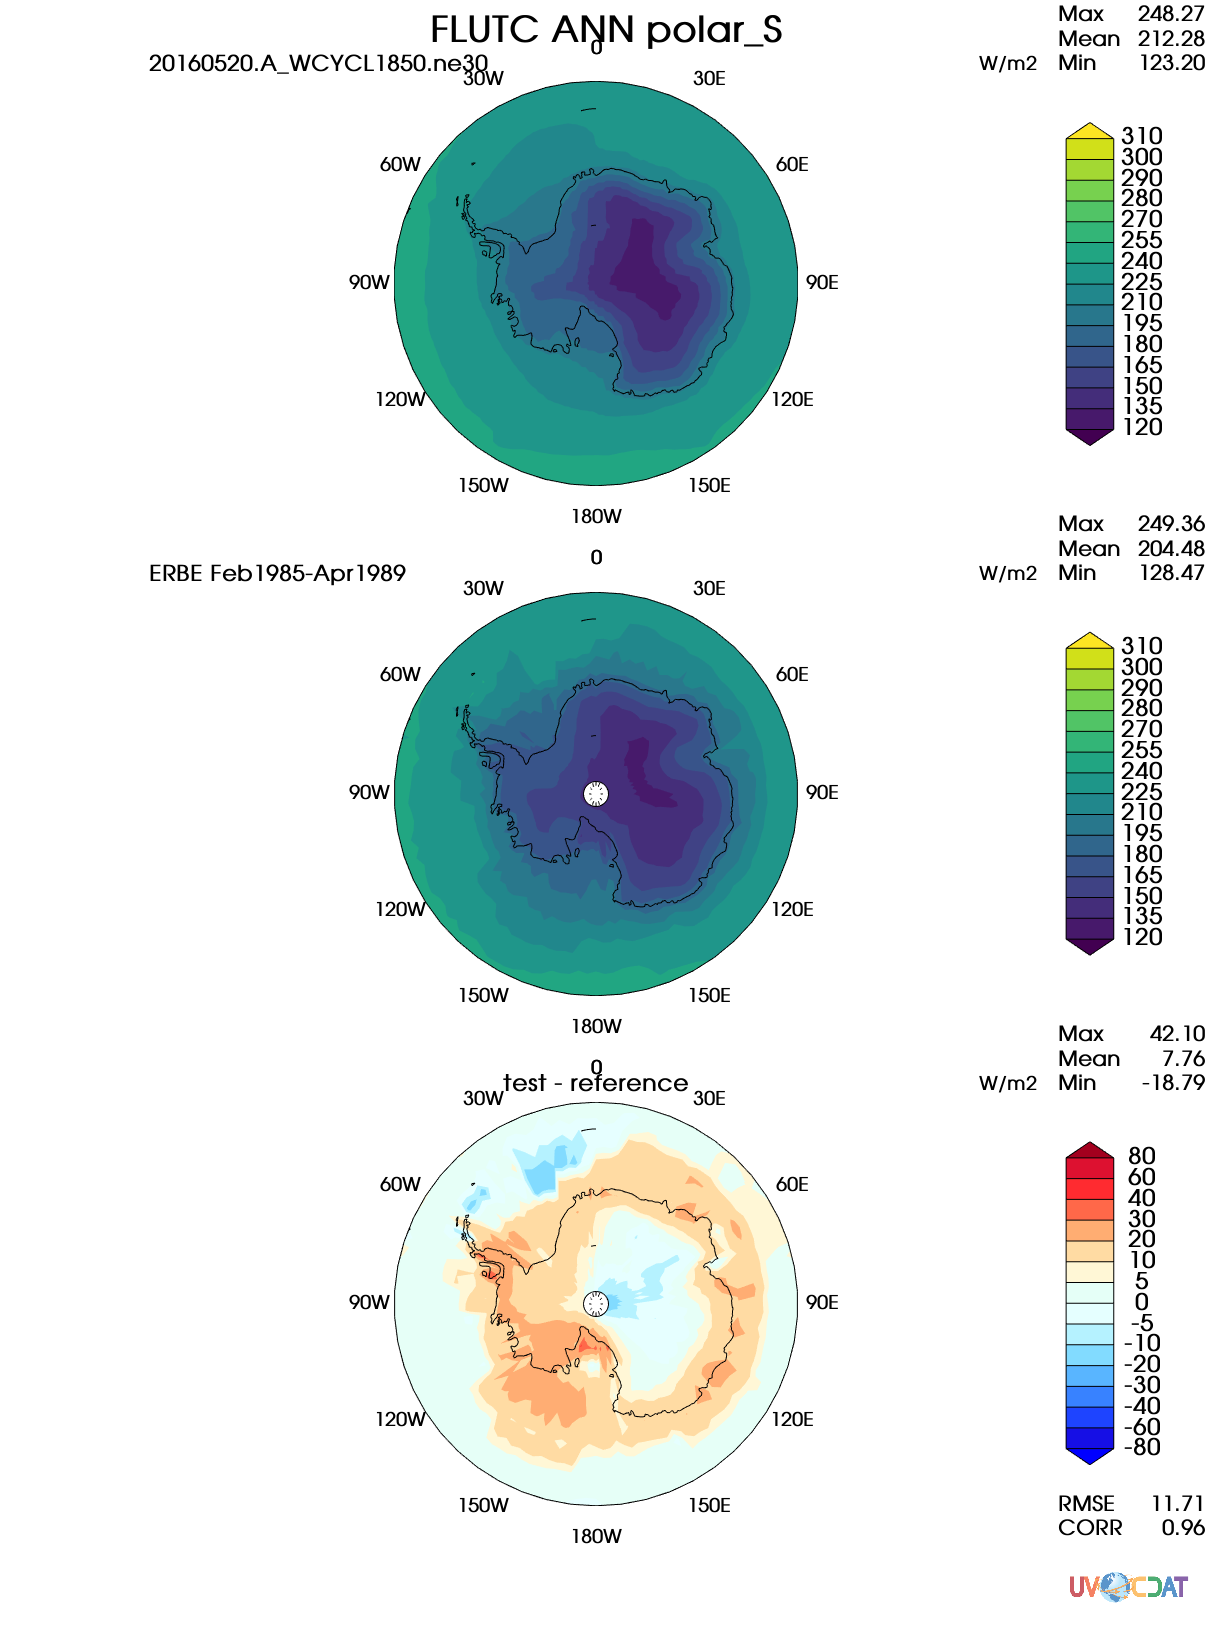 FLUTC ANN polar_S
20160520.A_WCYCL1850.ne30
W/m2
Max 248.27
Mean 212.28
Min 123.20
0
30W 30E
60W 60E
90W 90E
120W 120E
150W 150E
180W
310
300
290
280
270
255
240
225
210
195
180
165
150
135
120
ERBE Feb1985-Apr1989
W/m2
Max 249.36
Mean 204.48
Min 128.47
0
30W 30E
60W 60E
90W 90E
120W 120E
150W 150E
180W
310
300
290
280
270
255
240
225
210
195
180
165
150
135
120
test - reference
W/m2
Max 42.10
Mean 7.76
Min -18.79
0
30W 30E
60W 60E
90W 90E
120W 120E
150W 150E
180W
80
60
40
30
20
10
5
0
-5
-10
-20
-30
-40
-60
-80
RMSE 11.71
CORR 0.96
UVCDAT